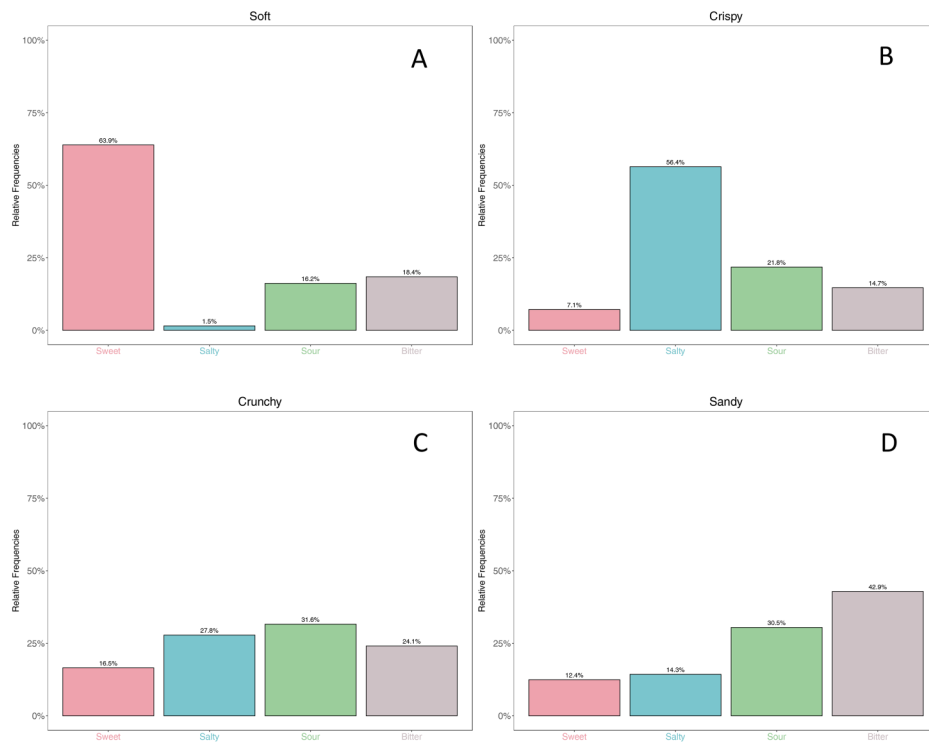 Soft
A
100%
75%
50%
25%
0%
Relative Frequencies
63.9%
1.5%
16.2%
18.4%
Sweet
Salty
Sour
Bitter
Crispy
B
100%
75%
50%
25%
0%
Relative Frequencies
7.1%
56.4%
21.8%
14.7%
Sweet
Salty
Sour
Bitter
Crunchy
C
100%
75%
50%
25%
0%
Relative Frequencies
16.5%
27.8%
31.6%
24.1%
Sweet
Salty
Sour
Bitter
Sandy
D
100%
75%
50%
25%
0%
Relative Frequencies
12.4%
14.3%
30.5%
42.9%
Sweet
Salty
Sour
Bitter